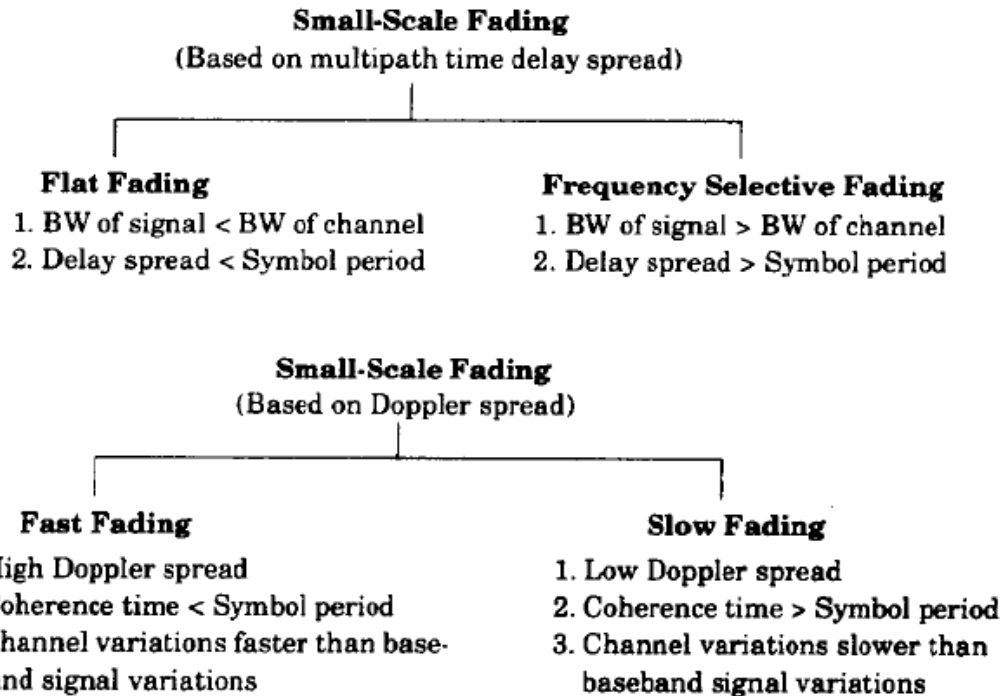 Small-Scale Fading
(Based on multipath time delay spread)
Flat Fading
1. BW of signal < BW of channel
2. Delay spread < Symbol period
Frequency Selective Fading
1. BW of signal > BW of channel
2. Delay spread > Symbol period
Small-Scale Fading
(Based on Doppler spread)
Fast Fading
igh Doppler spread
oherence time < Symbol period
hannel variations faster than base-
nd signal variations
Slow Fading
1. Low Doppler spread
2. Coherence time > Symbol period
3. Channel variations slower than
baseband signal variations